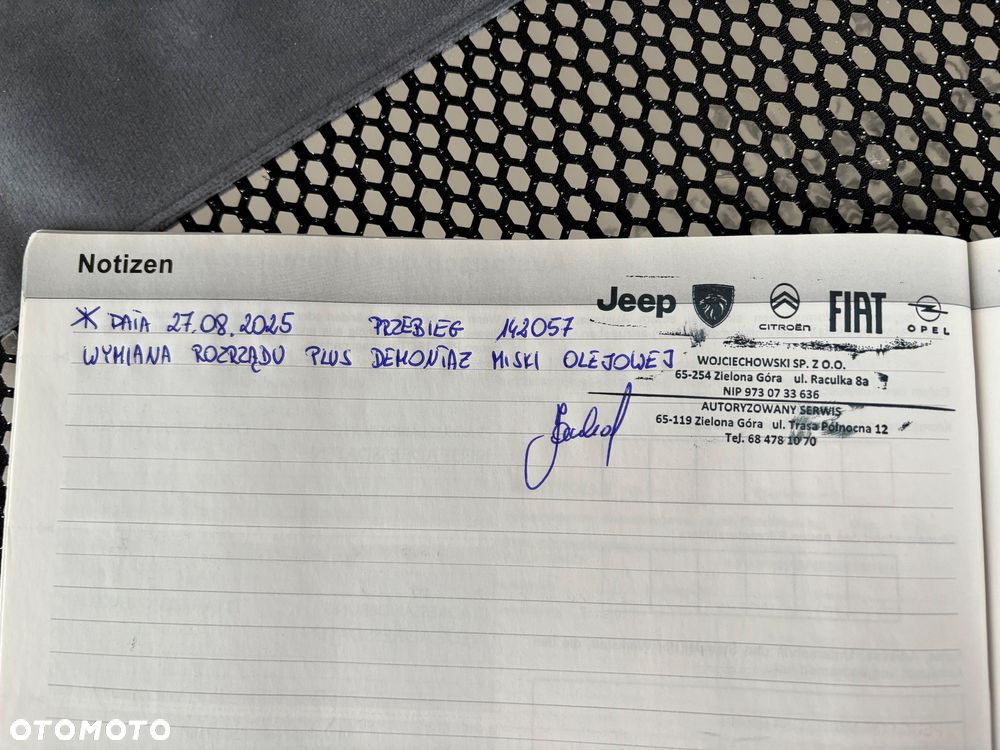 Notizen
* DATA 27.08.2025 PRZEBIEG 142057
WYMIANA ROZRZĄDU PLUS DEMONTAZ MISKI OLEJOWEJ
Jeep
CITROËN
FIAT
OPEL
WOJCIECHOWSKI SP. Z O.O.
65-254 Zielona Góra ul. Racułka 8a
NIP 973 07 33 636
AUTORYZOWANY SERWIS
65-119 Zielona Góra ul. Trasa Północna 12
Tel. 68 478 10 70
OTOMOTO